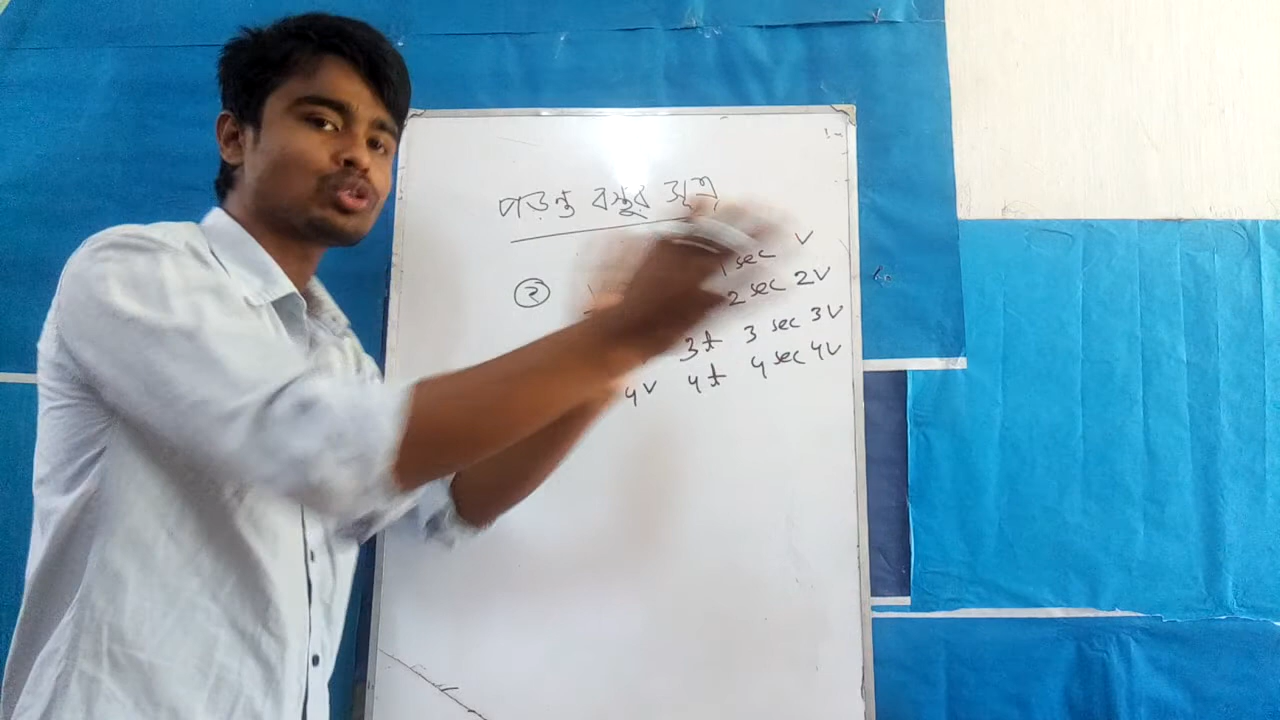 পড়ন্ত বস্তুর সূত্র
২ 1 sec V
2 sec 2V
3t 3 sec 3V
4V 4t 4 sec 4V